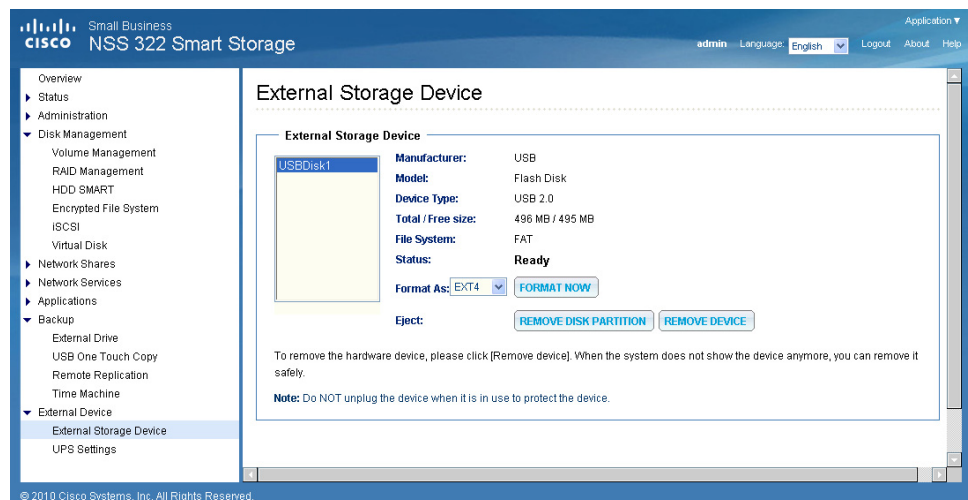 Application ▼
Small Business
CISCO NSS 322 Smart Storage
admin Language: English Logout About Help
Overview
Status
Administration
Disk Management
Volume Management
RAID Management
HDD SMART
Encrypted File System
iSCSI
Virtual Disk
Network Shares
Network Services
Applications
Backup
External Drive
USB One Touch Copy
Remote Replication
Time Machine
External Device
External Storage Device
UPS Settings
External Storage Device
External Storage Device
USBDisk1
Manufacturer: USB
Model: Flash Disk
Device Type: USB 2.0
Total / Free size: 496 MB / 495 MB
File System: FAT
Status: Ready
Format As: EXT4 FORMAT NOW
Eject: REMOVE DISK PARTITION REMOVE DEVICE
To remove the hardware device, please click [Remove device]. When the system does not show the device anymore, you can remove it
safely.
Note: Do NOT unplug the device when it is in use to protect the device.
© 2010 Cisco Systems, Inc. All Rights Reserved.